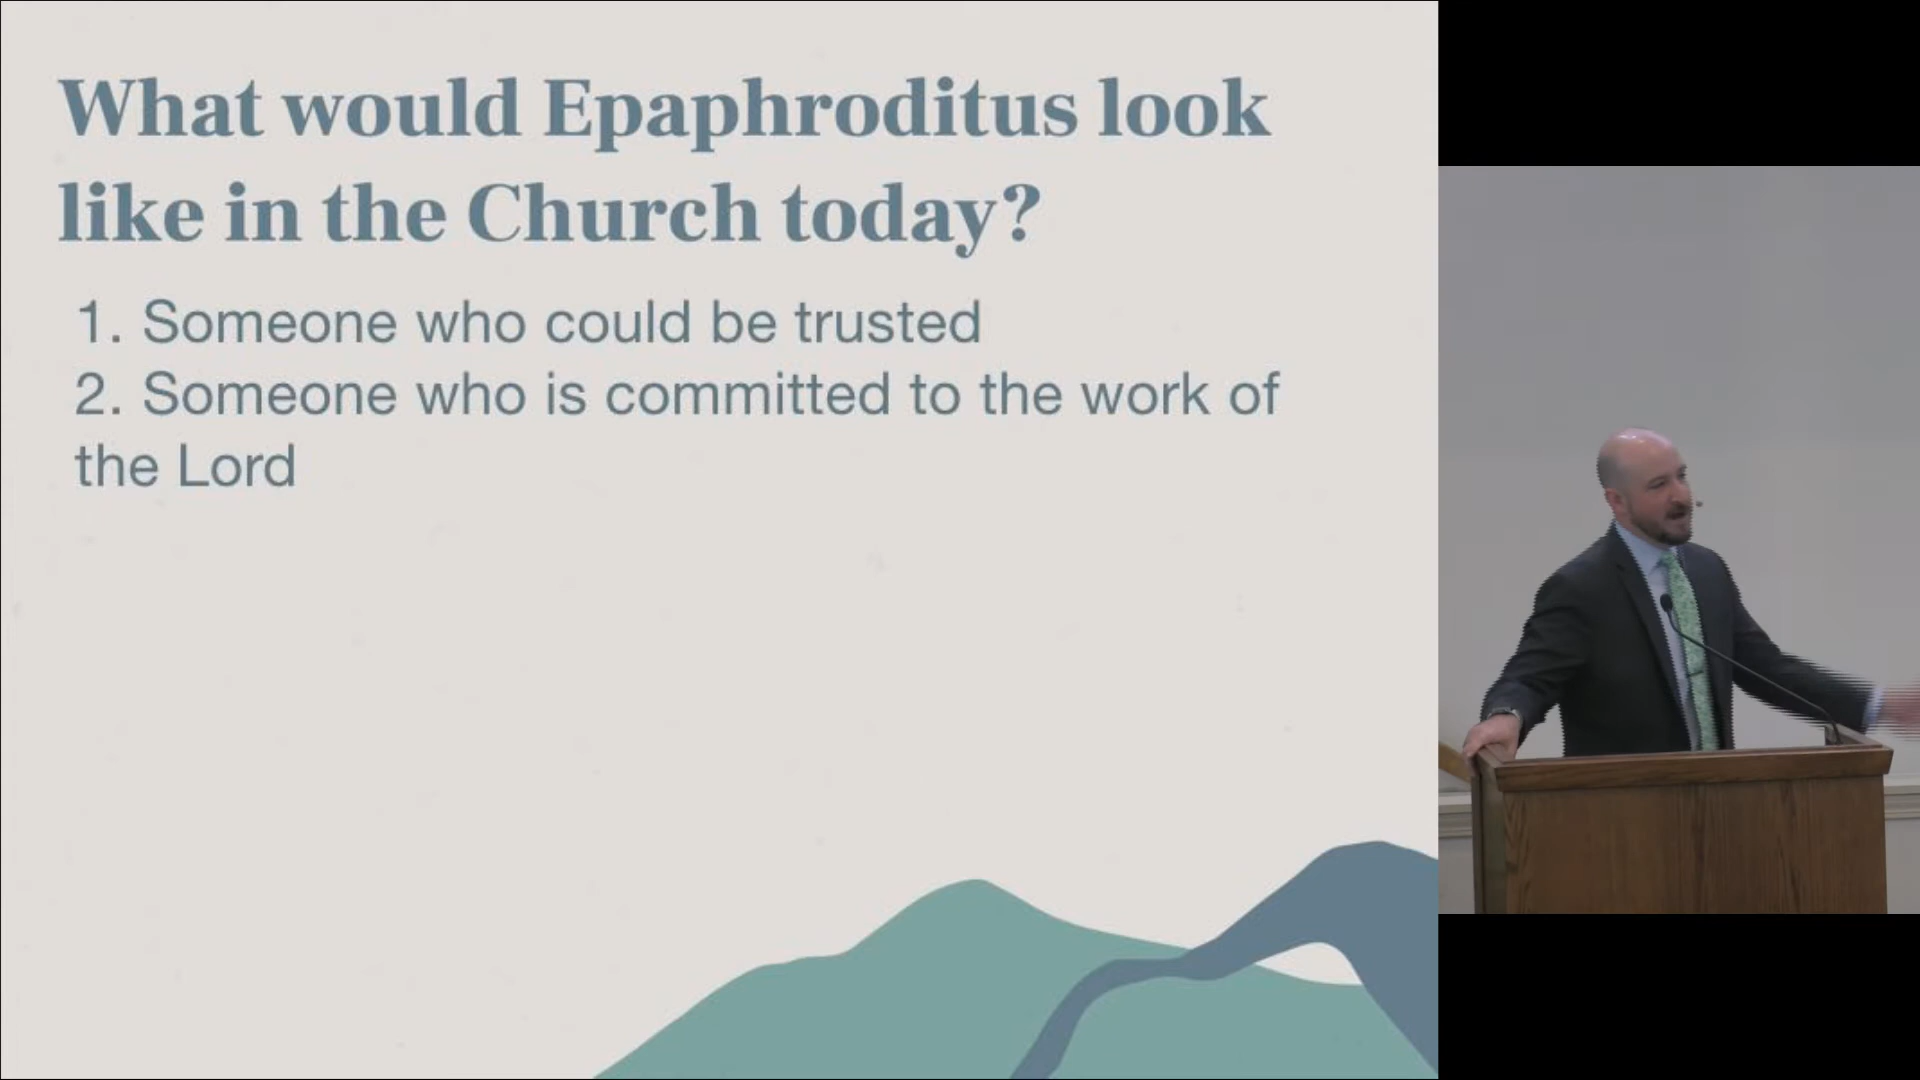 What would Epaphroditus look
like in the Church today?
1. Someone who could be trusted
2. Someone who is committed to the work of
the Lord